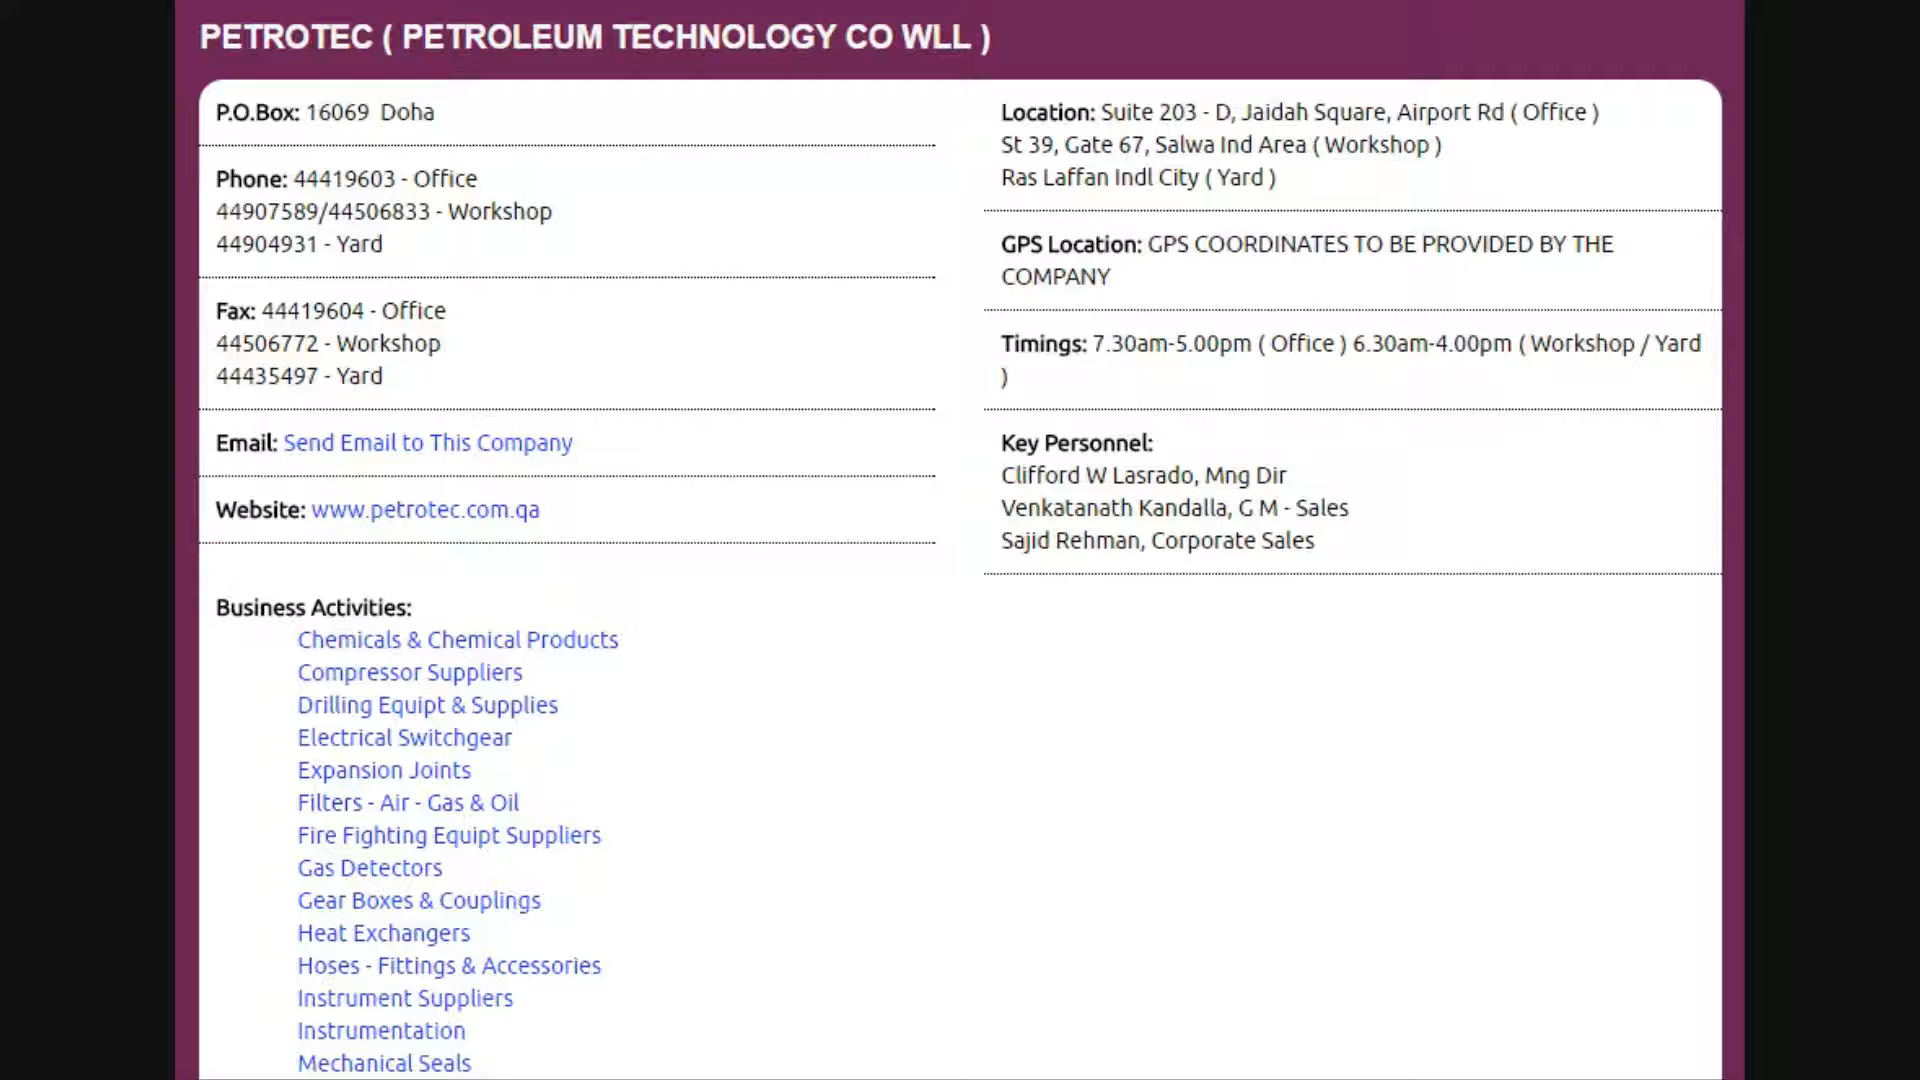 PETROTEC ( PETROLEUM TECHNOLOGY CO WLL )
P.O.Box: 16069 Doha
Phone: 44419603 - Office
44907589/44506833 - Workshop
44904931 - Yard
Fax: 44419604 - Office
44506772 - Workshop
44435497 - Yard
Email: Send Email to This Company
Website: www.petrotec.com.qa
Location: Suite 203 - D, Jaidah Square, Airport Rd ( Office )
St 39, Gate 67, Salwa Ind Area ( Workshop )
Ras Laffan Indl City ( Yard )
GPS Location: GPS COORDINATES TO BE PROVIDED BY THE
COMPANY
Timings: 7.30am-5.00pm ( Office ) 6.30am-4.00pm ( Workshop / Yard
)
Key Personnel:
Clifford W Lasrado, Mng Dir
Venkatanath Kandalla, G M - Sales
Sajid Rehman, Corporate Sales
Business Activities:
Chemicals & Chemical Products
Compressor Suppliers
Drilling Equipt & Supplies
Electrical Switchgear
Expansion Joints
Filters - Air - Gas & Oil
Fire Fighting Equipt Suppliers
Gas Detectors
Gear Boxes & Couplings
Heat Exchangers
Hoses - Fittings & Accessories
Instrument Suppliers
Instrumentation
Mechanical Seals